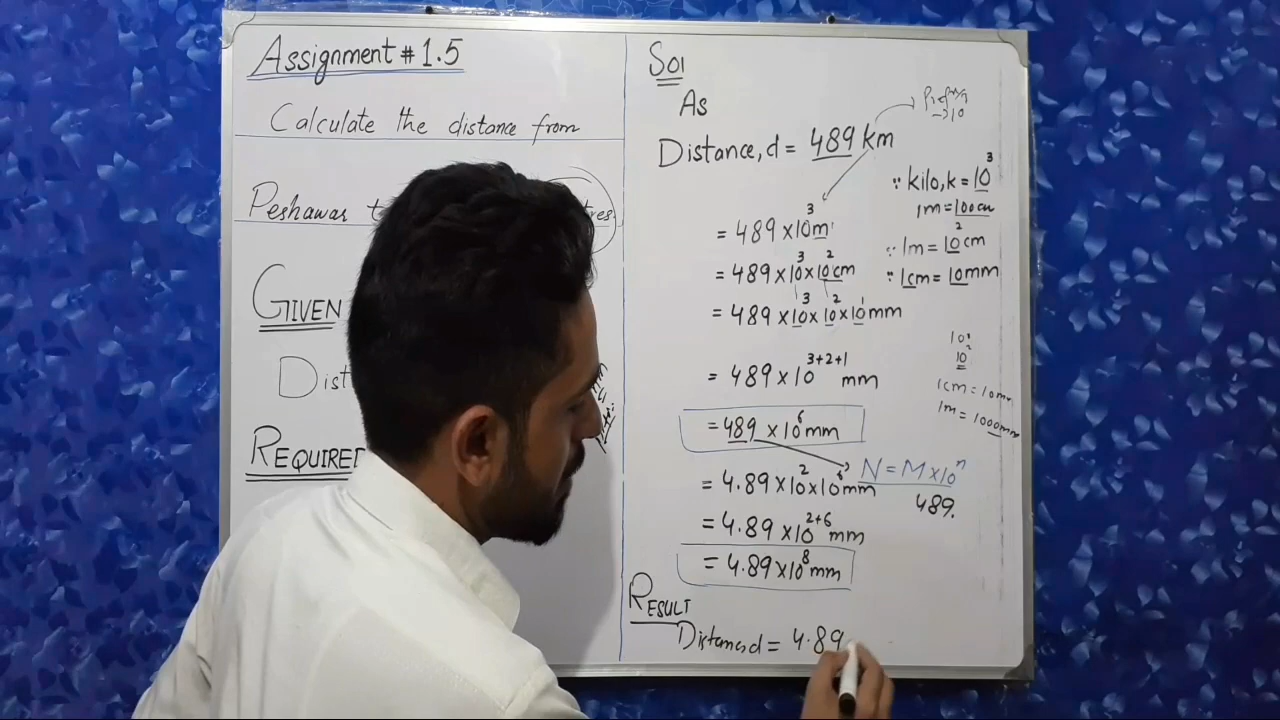 Assignment # 1.5
Calculate the distance from
Peshawar
GIVEN
Dist
REQUIRED
Sol
As
Distance, d = 489 km
∵ kilo, k = 10³
1m = 100cm
= 489 × 10³ m
∵ 1m = 10² cm
= 489 × 10³ × 10² cm
∵ 1cm = 10mm
= 489 × 10³ × 10² × 10¹ mm
10²
1cm = 10mm
1m = 1000mm
= 489 × 10³⁺²⁺¹ mm
= 489 × 10⁶ mm
N = M × 10ⁿ
489.
= 4.89 × 10² × 10⁶ mm
= 4.89 × 10²⁺⁶ mm
= 4.89 × 10⁸ mm
RESULT
Distance, d = 4.89